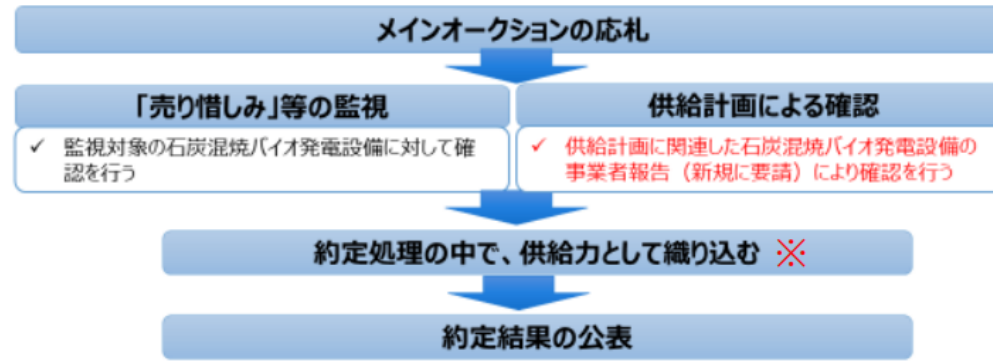 メインオークションの応札
「売り惜しみ」等の監視
✓ 監視対象の石炭混焼バイオ発電設備に対して確
認を行う
供給計画による確認
✓ 供給計画に関連した石炭混焼バイオ発電設備の
事業者報告（新規に要請）により確認を行う
約定処理の中で、供給力として織り込む ※
約定結果の公表